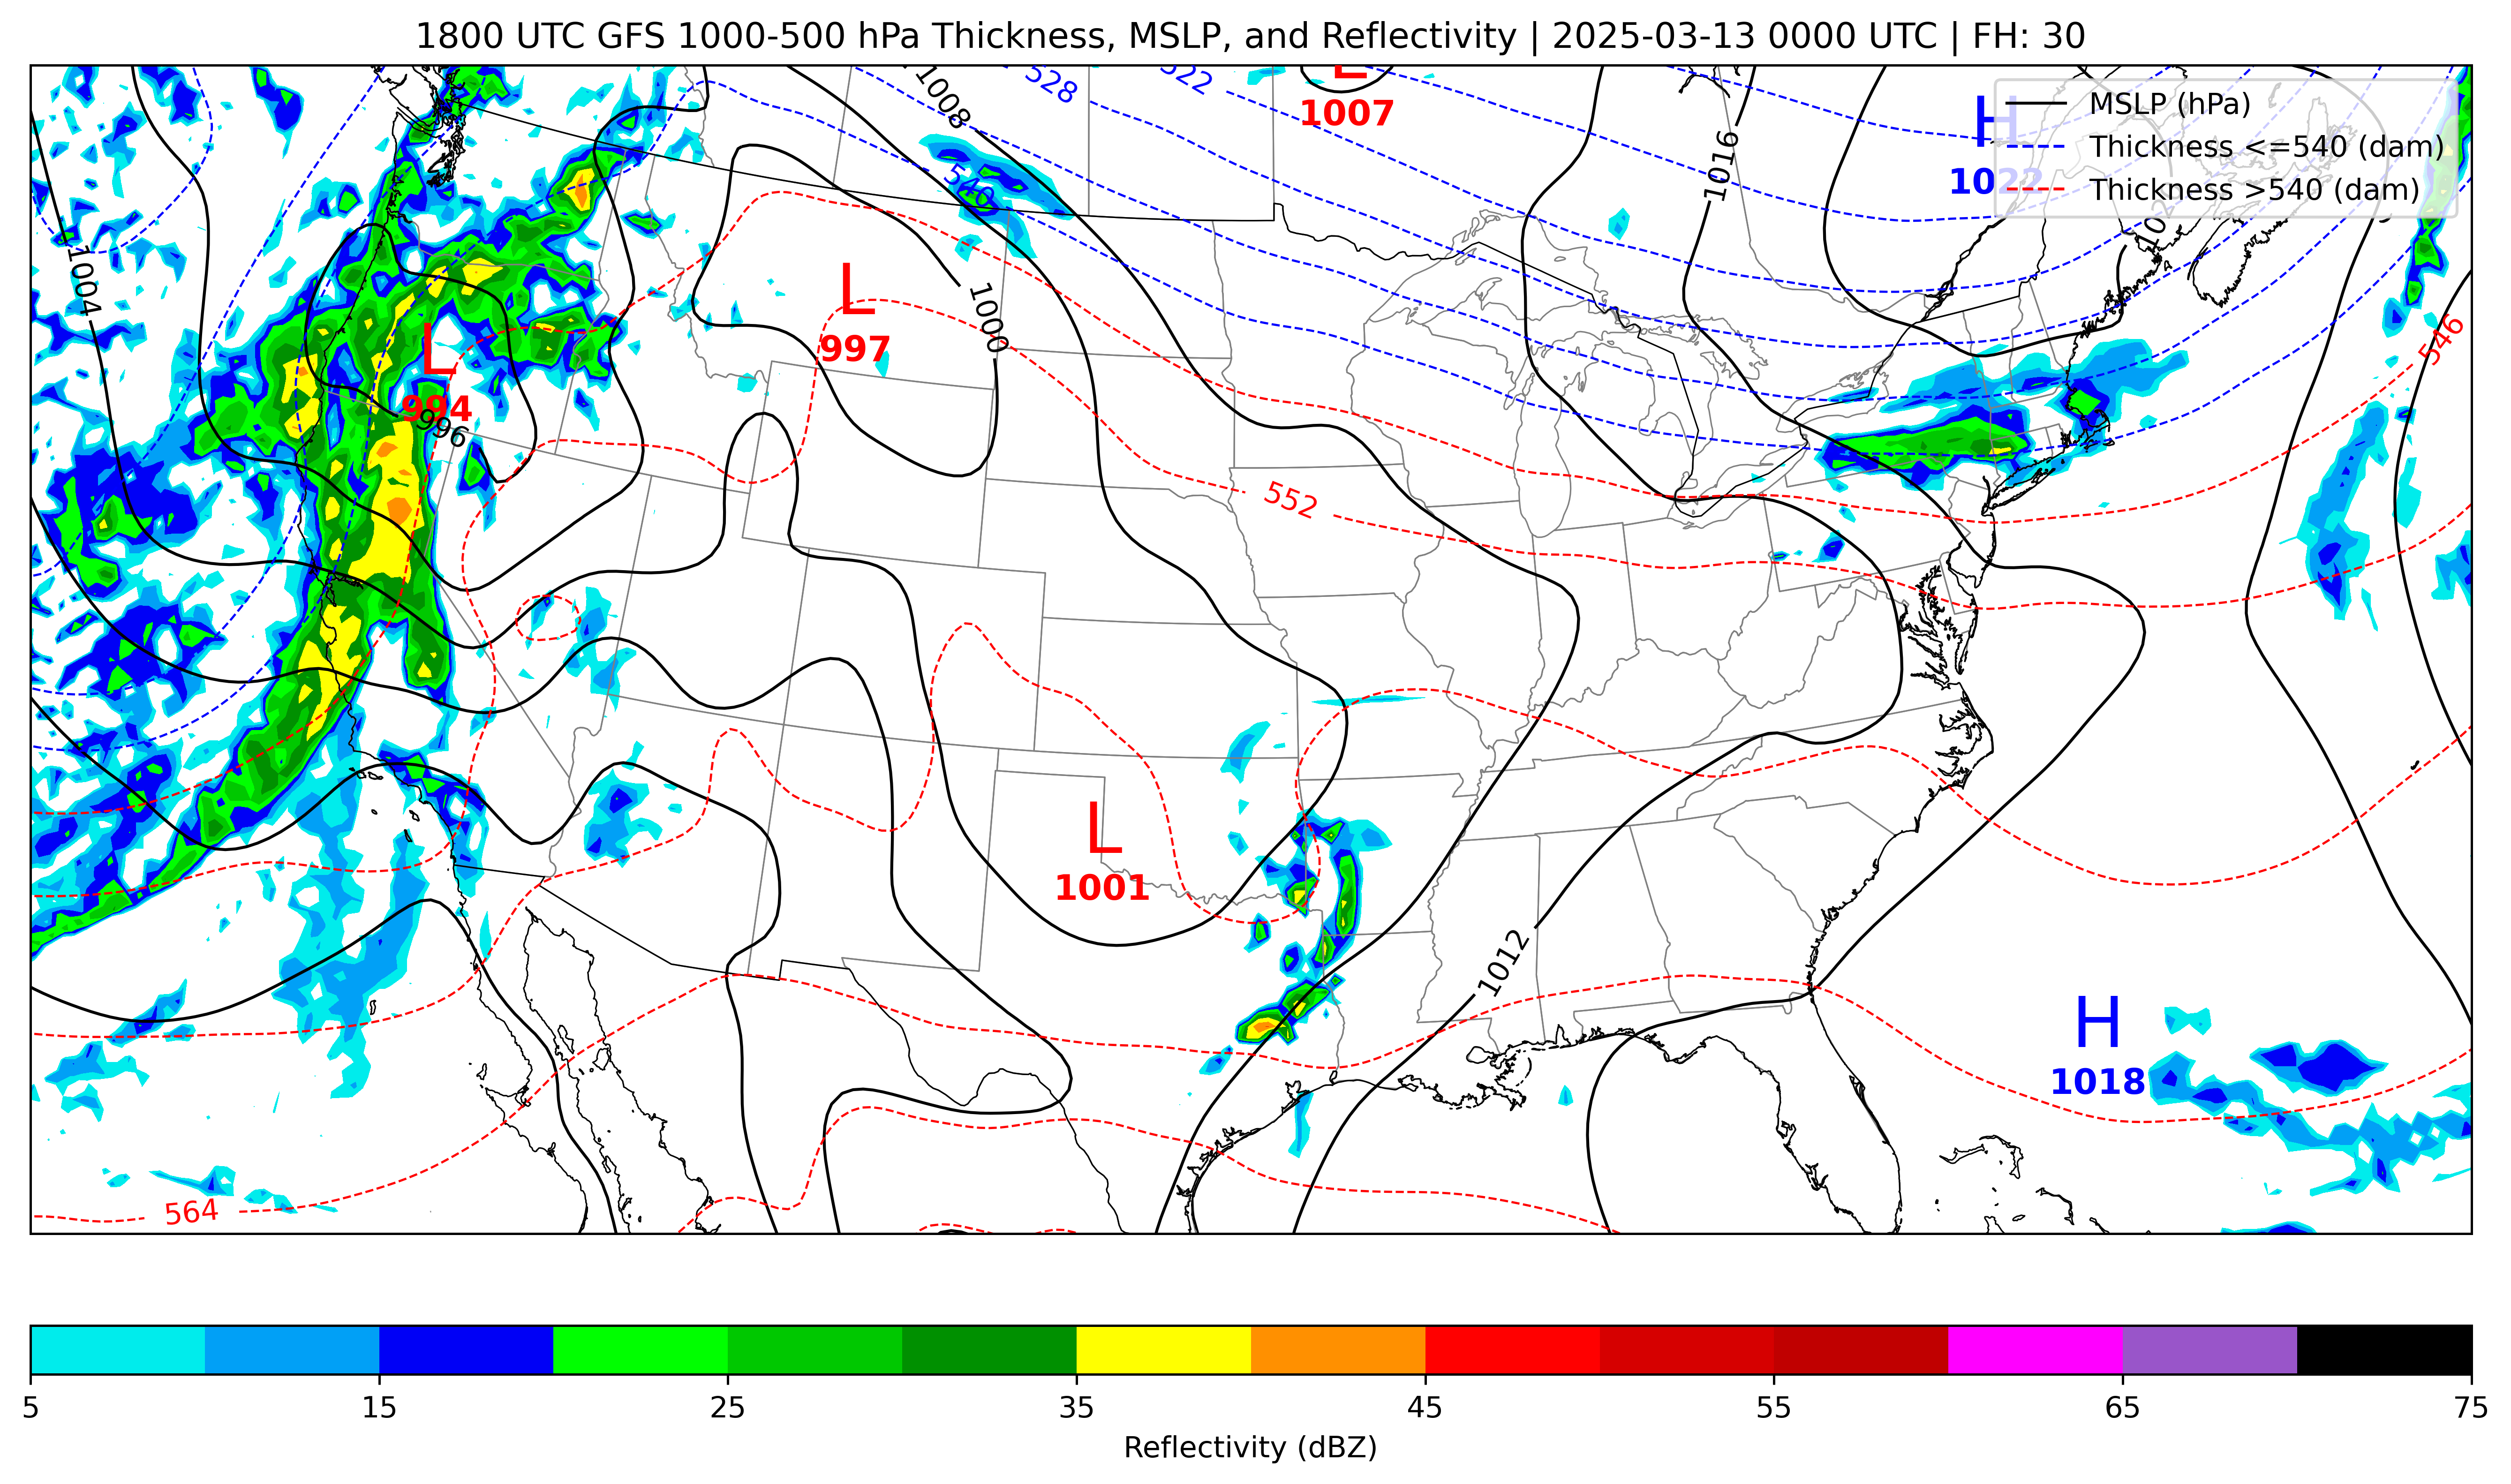 1800 UTC GFS 1000-500 hPa Thickness, MSLP, and Reflectivity | 2025-03-13 0000 UTC | FH: 30
MSLP (hPa)
Thickness <=540 (dam)
Thickness >540 (dam)
1008
528
522
L
1007
H
1022
1016
540
1004
L
997
1000
L
994
996
546
552
L
1001
1012
H
1018
564
5
15
25
35
45
55
65
75
Reflectivity (dBZ)